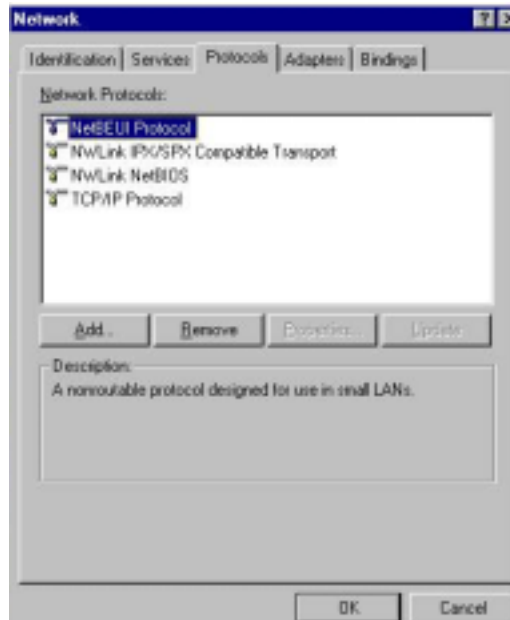 Network
Identification Services Protocols Adapters Bindings
Network Protocols:
NetBEUI Protocol
NWLink IPX/SPX Compatible Transport
NWLink NetBIOS
TCP/IP Protocol
Add... Remove Properties... Update
Description:
A nonroutable protocol designed for use in small LANs.
OK Cancel